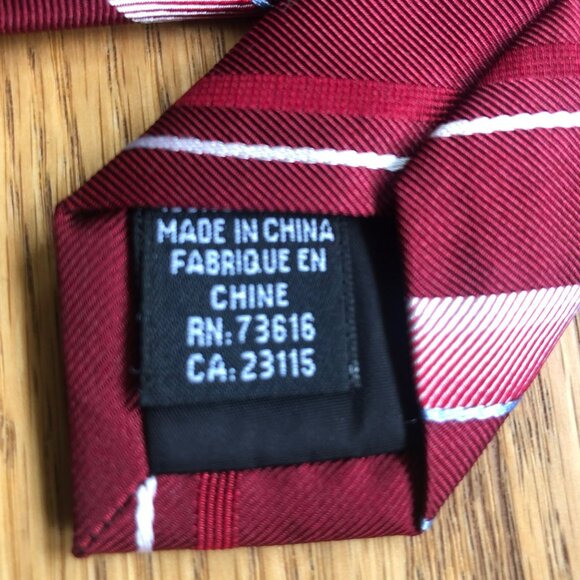 MADE IN CHINA
FABRIQUE EN
CHINE
RN: 73616
CA: 23115